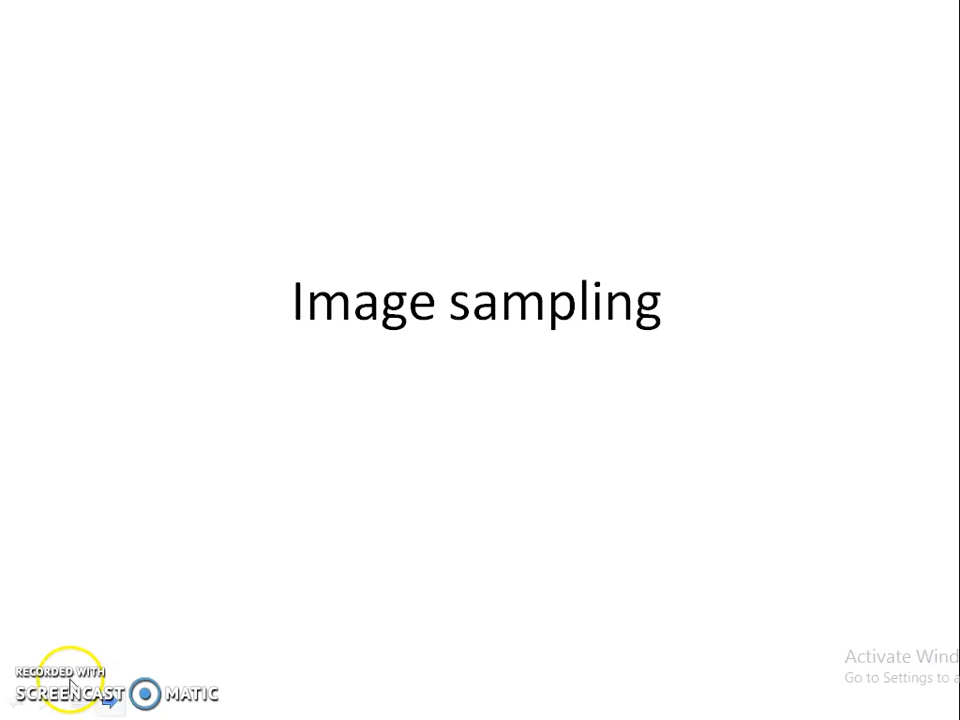 Image sampling
Activate Wind
Go to Settings to a
RECORDED WITH
SCREENCAST MATIC